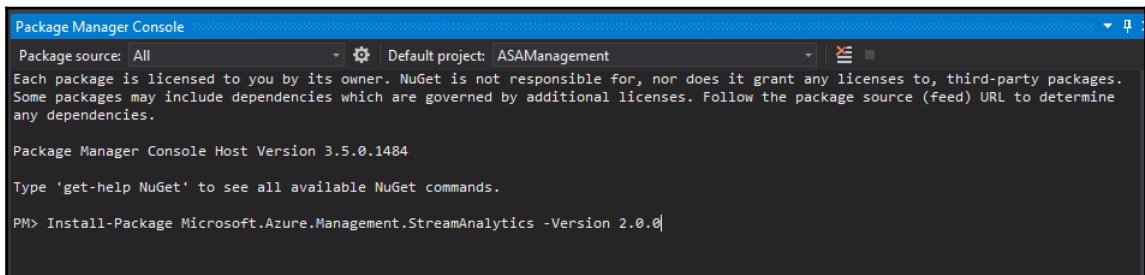 Package Manager Console
Package source: All Default project: ASAManagement
Each package is licensed to you by its owner. NuGet is not responsible for, nor does it grant any licenses to, third-party packages.
Some packages may include dependencies which are governed by additional licenses. Follow the package source (feed) URL to determine
any dependencies.
Package Manager Console Host Version 3.5.0.1484
Type 'get-help NuGet' to see all available NuGet commands.
PM> Install-Package Microsoft.Azure.Management.StreamAnalytics -Version 2.0.0